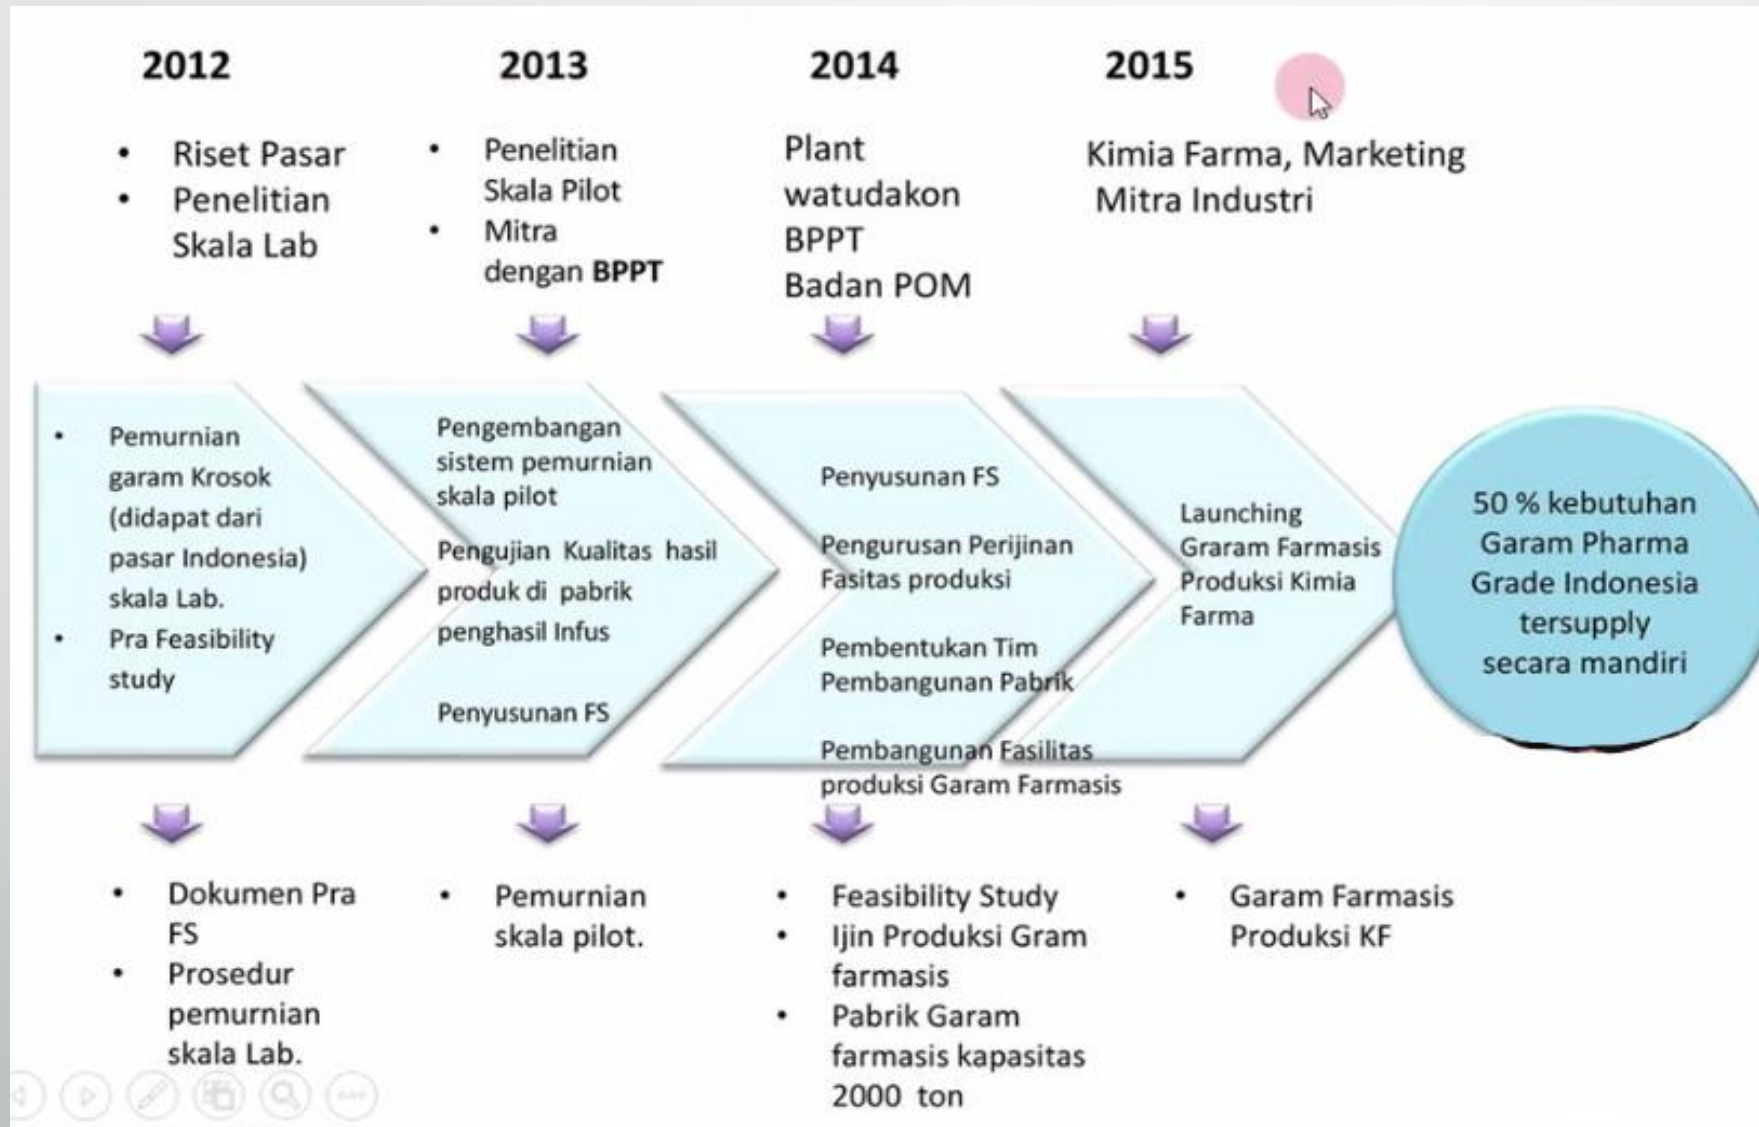 2012
2013
2014
2015
• Riset Pasar
• Penelitian
Skala Lab
• Penelitian
Skala Pilot
• Mitra
dengan BPPT
Plant
watudakon
BPPT
Badan POM
Kimia Farma, Marketing
Mitra Industri
• Pemurnian
garam Krosok
(didapat dari
pasar Indonesia)
skala Lab.
• Pra Feasibility
study
Pengembangan
sistem pemurnian
skala pilot
Pengujian Kualitas hasil
produk di pabrik
penghasil Infus
Penyusunan FS
Penyusunan FS
Pengurusan Perijinan
Fasitas produksi
Pembentukan Tim
Pembangunan Pabrik
Pembangunan Fasilitas
produksi Garam Farmasis
Launching
Graram Farmasis
Produksi Kimia
Farma
50 % kebutuhan
Garam Pharma
Grade Indonesia
tersupply
secara mandiri
• Dokumen Pra
FS
• Prosedur
pemurnian
skala Lab.
• Pemurnian
skala pilot.
• Feasibility Study
• Ijin Produksi Gram
farmasis
• Pabrik Garam
farmasis kapasitas
2000 ton
• Garam Farmasis
Produksi KF